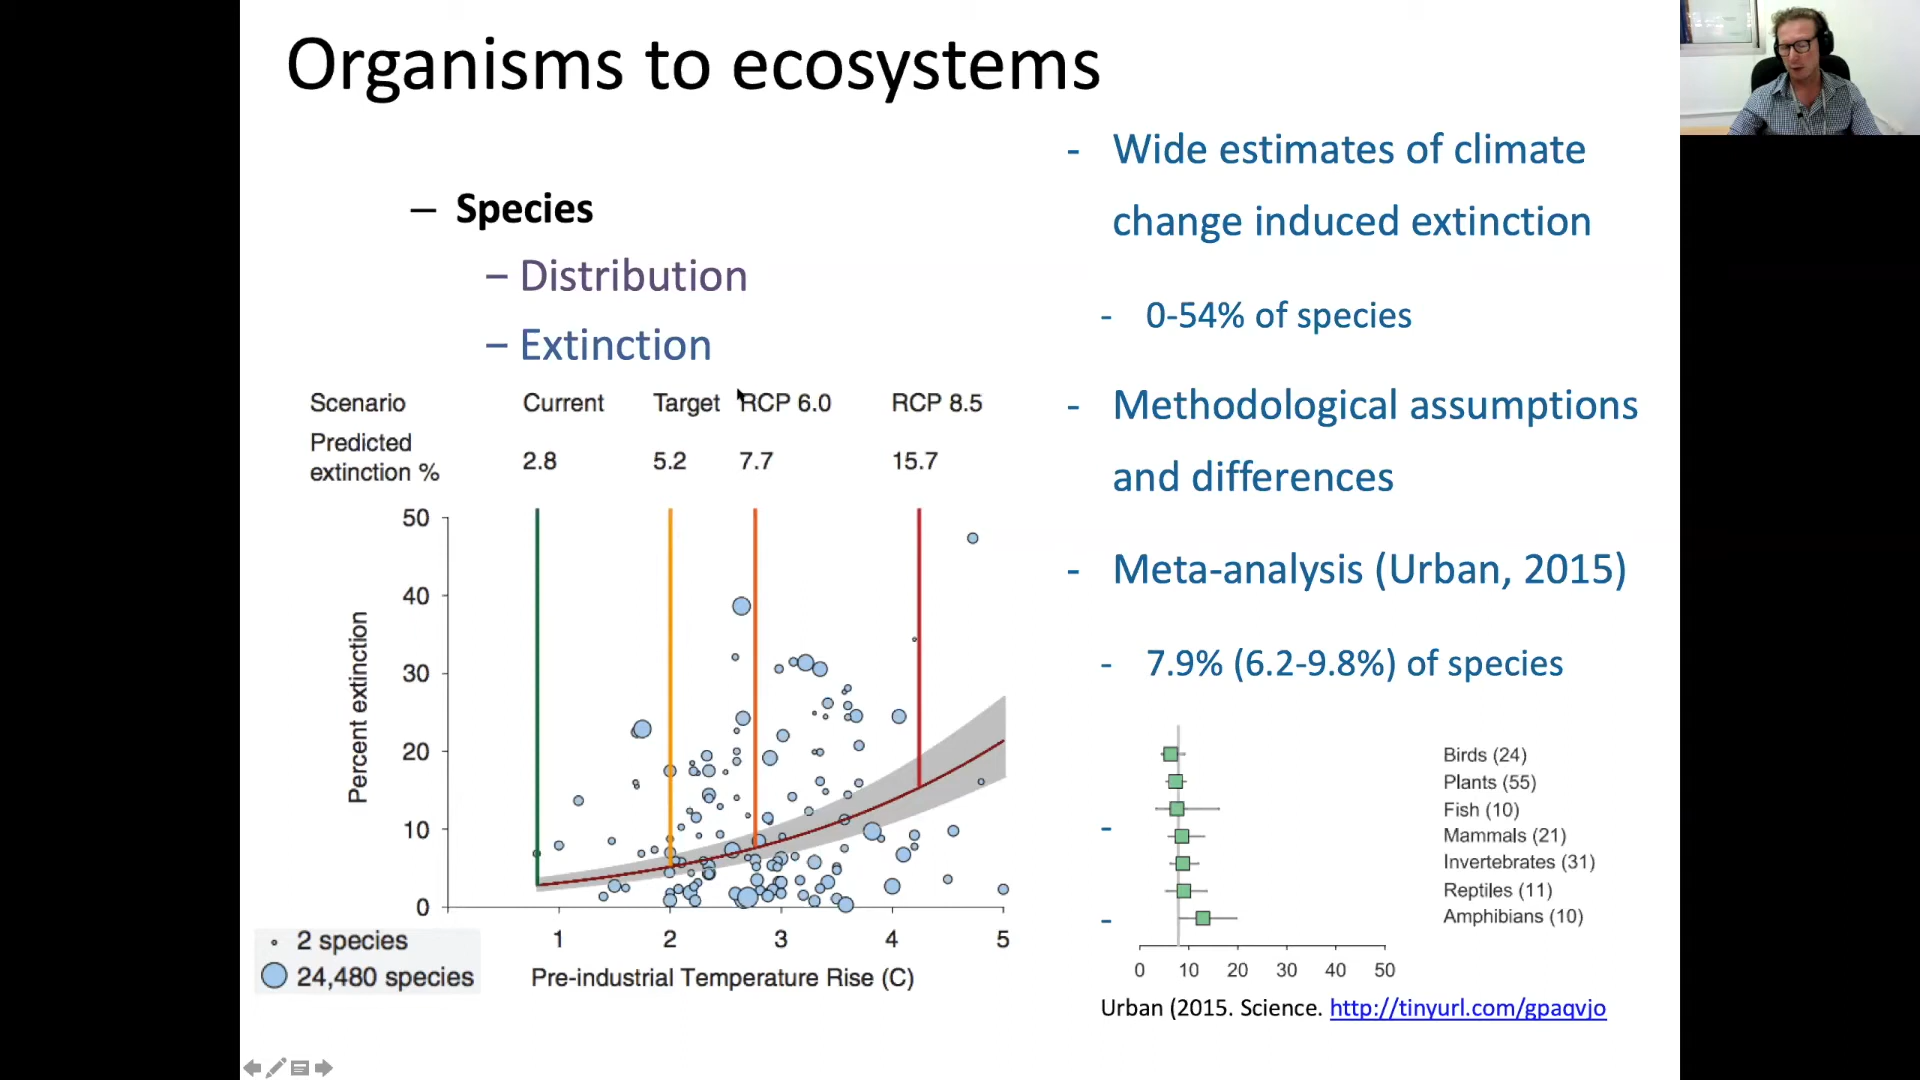 Organisms to ecosystems
– Species
– Distribution
– Extinction
Scenario Current Target RCP 6.0 RCP 8.5
Predicted
extinction % 2.8 5.2 7.7 15.7
Percent extinction
50
40
30
20
10
0
1 2 3 4 5
Pre-industrial Temperature Rise (C)
2 species
24,480 species
- Wide estimates of climate
change induced extinction
- 0-54% of species
- Methodological assumptions
and differences
- Meta-analysis (Urban, 2015)
- 7.9% (6.2-9.8%) of species
-
-
Birds (24)
Plants (55)
Fish (10)
Mammals (21)
Invertebrates (31)
Reptiles (11)
Amphibians (10)
0 10 20 30 40 50
Urban (2015. Science. http://tinyurl.com/gpaqvjo